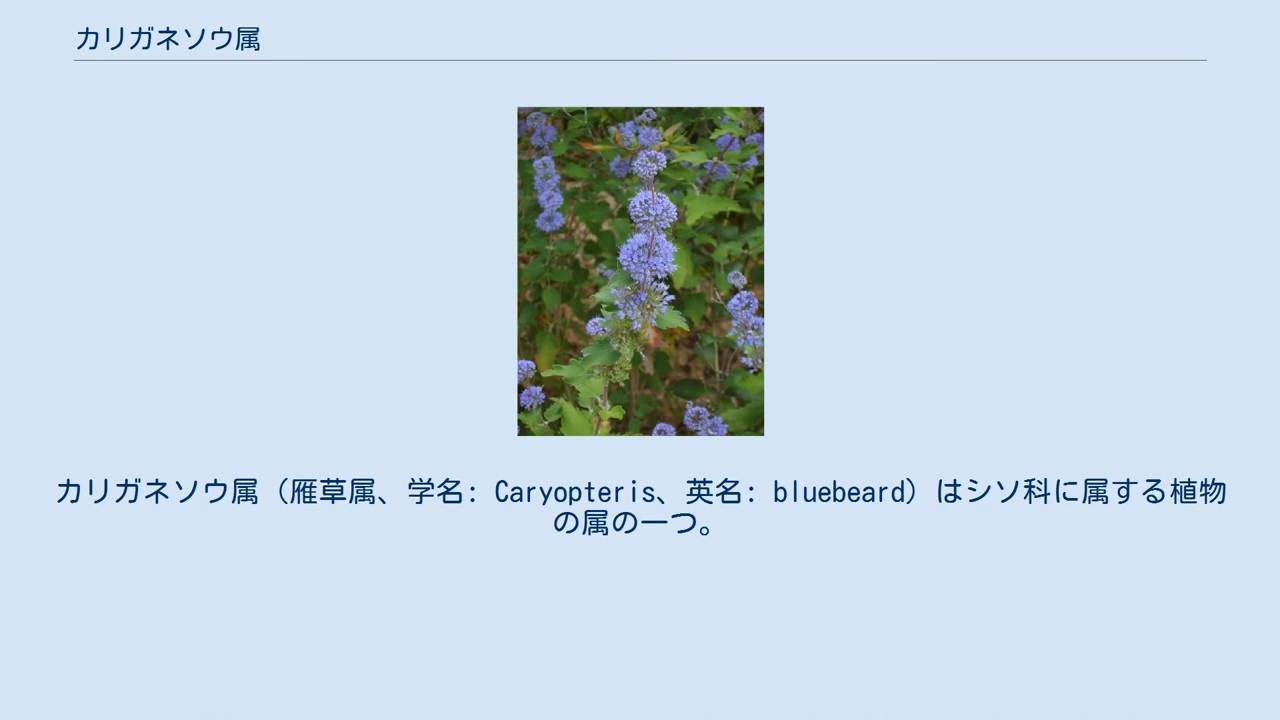 カリガネソウ属
カリガネソウ属（雁草属、学名: Caryopteris、英名: bluebeard）はシソ科に属する植物
の属の一つ。